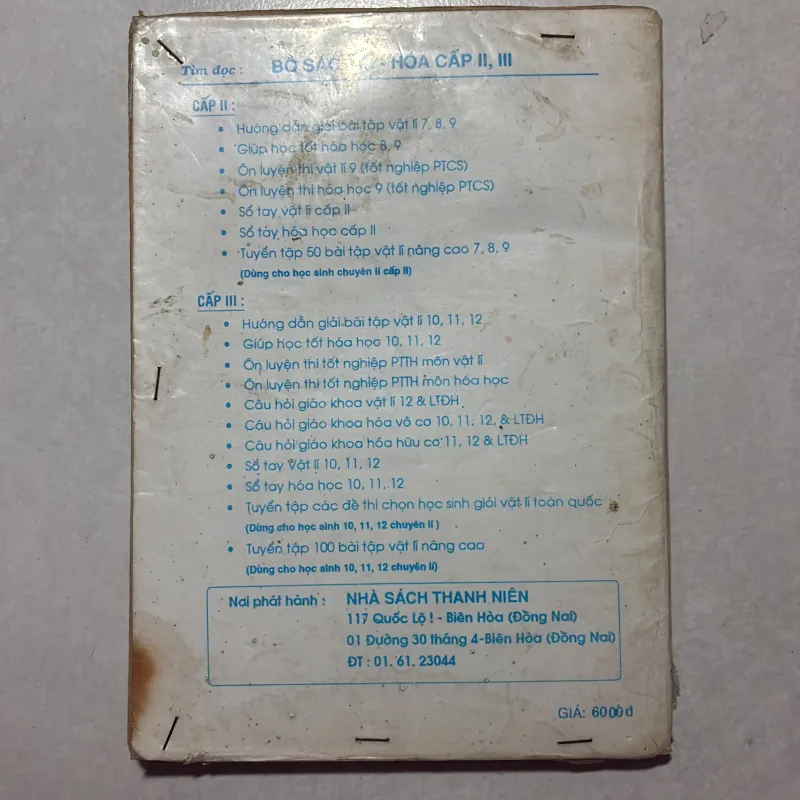 Tìm đọc : BỘ SÁCH - HÓA CẤP II, III
CẤP II :
• Hướng dẫn giải bài tập vật lí 7, 8, 9
• Giúp học tốt hóa học 8, 9
• Ôn luyện thi vật lí 9 (tốt nghiệp PTCS)
• Ôn luyện thi hóa học 9 (tốt nghiệp PTCS)
• Sổ tay vật lí cấp II
• Sổ tay hóa học cấp II
• Tuyển tập 50 bài tập vật lí nâng cao 7, 8, 9
(Dùng cho học sinh chuyên lí cấp II)
CẤP III :
• Hướng dẫn giải bài tập vật lí 10, 11, 12
• Giúp học tốt hóa học 10, 11, 12
• Ôn luyện thi tốt nghiệp PTTH môn vật lí
• Ôn luyện thi tốt nghiệp PTTH môn hóa học
• Câu hỏi giáo khoa vật lí 12 & LTĐH
• Câu hỏi giáo khoa hóa vô cơ 10, 11, 12, & LTĐH
• Câu hỏi giáo khoa hóa hữu cơ 11, 12 & LTĐH
• Sổ tay Vật lí 10, 11, 12
• Sổ tay hóa học 10, 11, 12
• Tuyển tập các đề thi chọn học sinh giỏi vật lí toàn quốc
(Dùng cho học sinh 10, 11, 12 chuyên lí )
• Tuyển tập 100 bài tập vật lí nâng cao
(Dùng cho học sinh 10, 11, 12 chuyên lí)
Nơi phát hành : NHÀ SÁCH THANH NIÊN
117 Quốc Lộ ! - Biên Hòa (Đồng Nai)
01 Đường 30 tháng 4-Biên Hòa (Đồng Nai)
ĐT : 01. 61. 23044
GIÁ: 6000đ